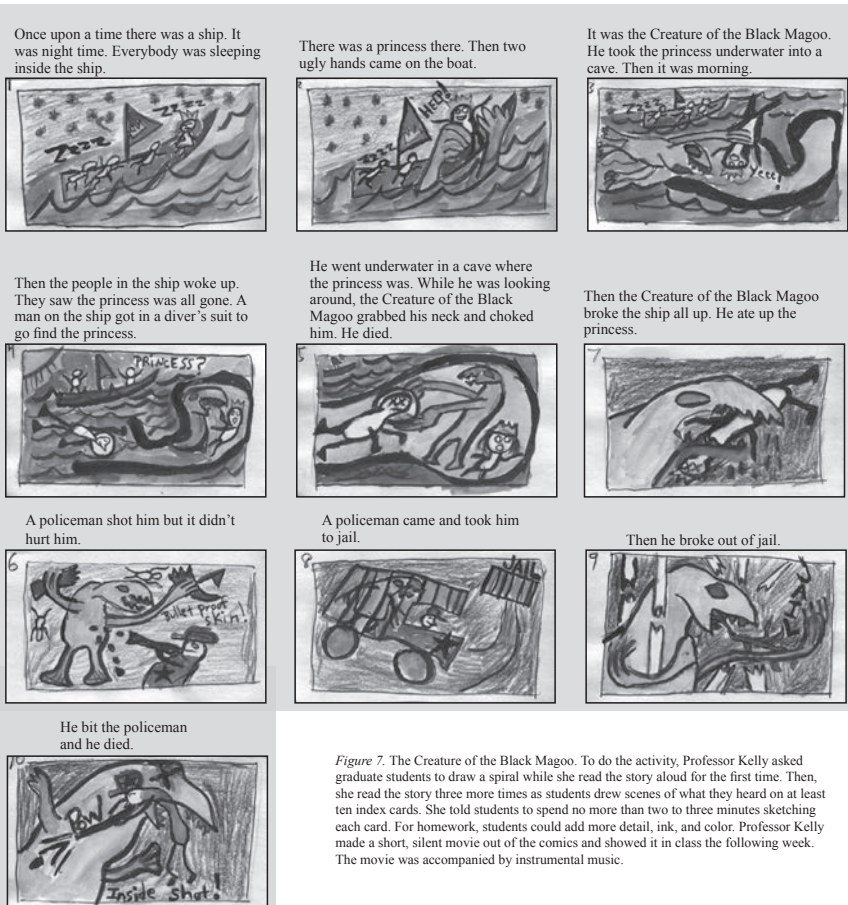 Once upon a time there was a ship. It
was night time. Everybody was sleeping
inside the ship.
1
zzzz
zzzz
There was a princess there. Then two
ugly hands came on the boat.
2
HELP!
zzzz
It was the Creature of the Black Magoo.
He took the princess underwater into a
cave. Then it was morning.
3
Yeee!
Then the people in the ship woke up.
They saw the princess was all gone. A
man on the ship got in a diver's suit to
go find the princess.
4
PRINCESS?
He went underwater in a cave where
the princess was. While he was looking
around, the Creature of the Black
Magoo grabbed his neck and choked
him. He died.
5
Then the Creature of the Black Magoo
broke the ship all up. He ate up the
princess.
7
A policeman shot him but it didn't
hurt him.
6
Bullet Proof
skin!
A policeman came and took him
to jail.
8
JAIL
Then he broke out of jail.
9
JAIL
He bit the policeman
and he died.
10
POW
Inside shot!
Figure 7. The Creature of the Black Magoo. To do the activity, Professor Kelly asked
graduate students to draw a spiral while she read the story aloud for the first time. Then,
she read the story three more times as students drew scenes of what they heard on at least
ten index cards. She told students to spend no more than two to three minutes sketching
each card. For homework, students could add more detail, ink, and color. Professor Kelly
made a short, silent movie out of the comics and showed it in class the following week.
The movie was accompanied by instrumental music.